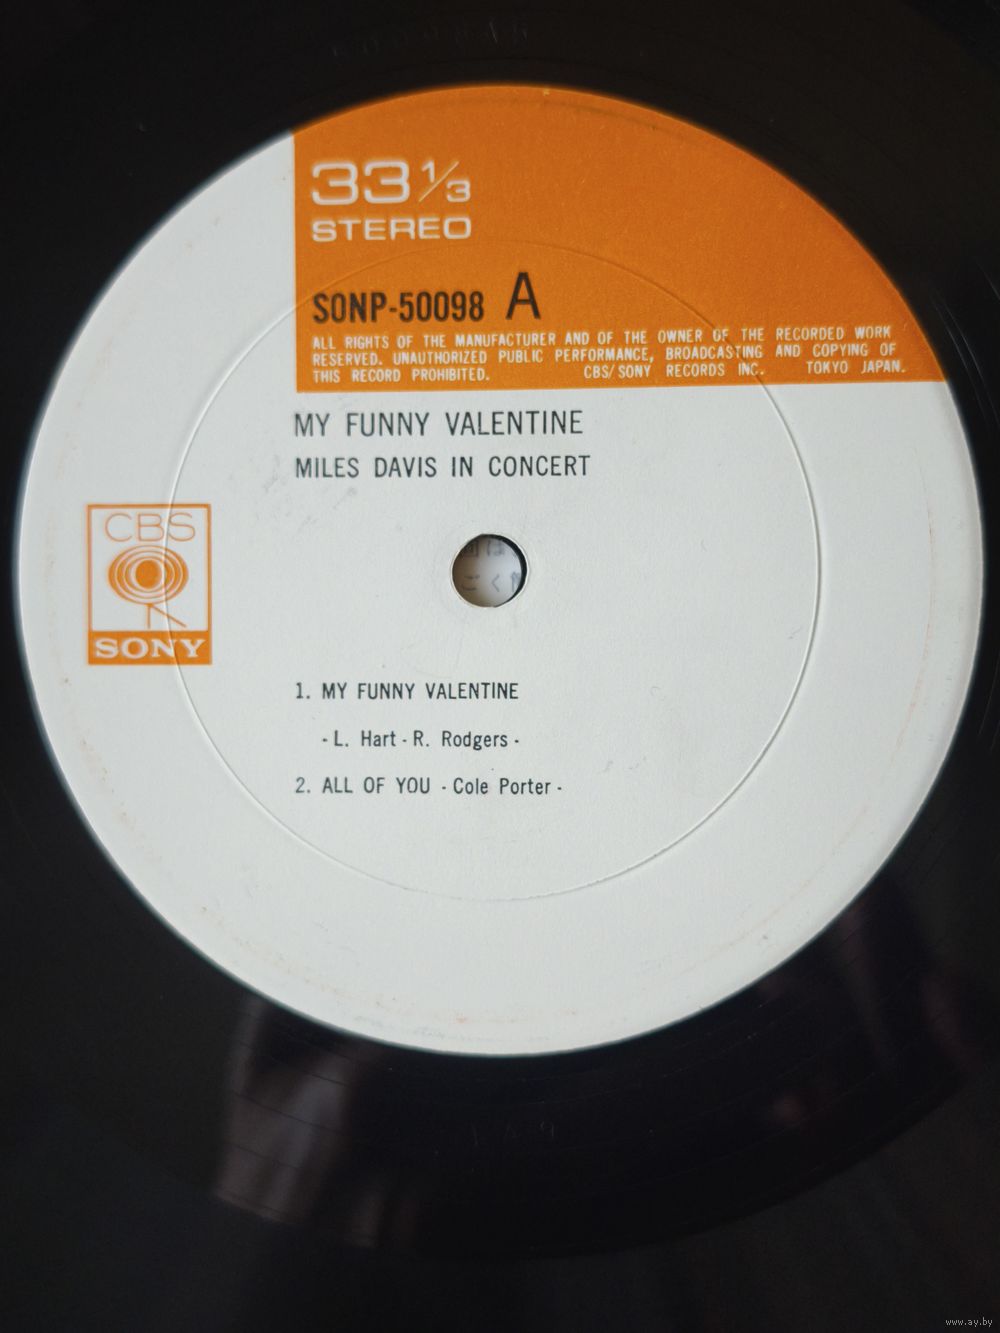 33 1/3
STEREO
SONP-50098 A
ALL RIGHTS OF THE MANUFACTURER AND OF THE OWNER OF THE RECORDED WORK
RESERVED. UNAUTHORIZED PUBLIC PERFORMANCE, BROADCASTING AND COPYING OF
THIS RECORD PROHIBITED. CBS/SONY RECORDS INC. TOKYO JAPAN.
MY FUNNY VALENTINE
MILES DAVIS IN CONCERT
CBS
SONY
1. MY FUNNY VALENTINE
- L. Hart - R. Rodgers -
2. ALL OF YOU - Cole Porter -
www.ay.by